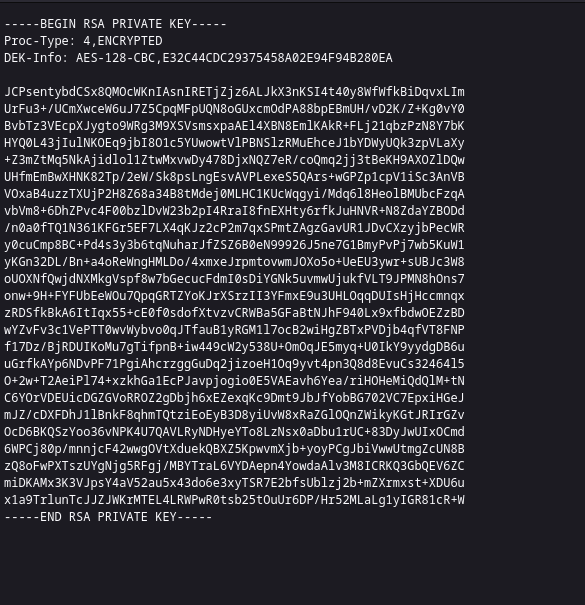 -----BEGIN RSA PRIVATE KEY-----
Proc-Type: 4,ENCRYPTED
DEK-Info: AES-128-CBC,E32C44CDC29375458A02E94F94B280EA

JCPsentybdCSx8QMOcWKnIAsnIRETjZjz6ALJkX3nKSI4t40y8WfWfkBiDqvxLIm
UrFu3+/UCmXwceW6uJ7Z5CpqMFpUQN8oGUxcmOdPA88bpEBmUH/vD2K/Z+Kg0vY0
BvbTz3VEcpXJygto9WRg3M9XSVsmsxpaAEl4XBN8EmlKAkR+FLj21qbzPzN8Y7bK
HYQ0L43jIulNKOEq9jbI8O1c5YUwowtVlPBNSlzRMuEhceJ1bYDWyUQk3zpVLaXy
+Z3mZtMq5NkAjidlol1ZtwMxvwDy478DjxNQZ7eR/coQmq2jj3tBeKH9AXOZlDQw
UHfmEmBwXHNK82Tp/2eW/Sk8psLngEsvAVPLexeS5QArs+wGPZp1cpV1iSc3AnVB
VOxaB4uzzTXUjP2H8Z68a34B8tMdej0MLHC1KUcWqgyi/Mdq6l8HeolBMUbcFzqA
vbVm8+6DhZPvc4F00bzlDvW23b2pI4RraI8fnEXHty6rfkJuHNVR+N8ZdaYZBODd
/n0a0fTQ1N361KFGr5EF7LX4qKJz2cP2m7qxSPmtZAgzGavUR1JDvCXzyjbPecWR
y0cuCmp8BC+Pd4s3y3b6tqNuharJfZSZ6B0eN99926J5ne7G1BmyPvPj7wb5KuW1
yKGn32DL/Bn+a4oReWngHMLDo/4xmxeJrpmtovwmJOXo5o+UeEU3ywr+sUBJc3W8
oUOXNfQwjdNXMkgVspf8w7bGecucFdmI0sDiYGNk5uvmwUjukfVLT9JPMN8hOns7
onw+9H+FYFUbEeWOu7QpqGRTZYoKJrXSrzII3YFmxE9u3UHLOqqDUIsHjHccmnqx
zRDSfkBkA6ItIqx55+cE0f0sdofXtvzvCRWBa5GFaBtNJhF940Lx9xfbdwOEZzBD
wYZvFv3c1VePTT0wvWybvo0qJTfauB1yRGM1l7ocB2wiHgZBTxPVDjb4qfVT8FNP
f17Dz/BjRDUIKoMu7gTifpnB+iw449cW2y538U+OmOqJE5myq+U0IkY9yydgDB6u
uGrfkAYp6NDvPF71PgiAhcrzggGuDq2jizoeH1Oq9yvt4pn3Q8d8EvuCs32464l5
O+2w+T2AeiPl74+xzkhGa1EcPJavpjogio0E5VAEavh6Yea/riHOHeMiQdQlM+tN
C6YOrVDEUicDGZGVoRROZ2gDbjh6xEZexqKc9Dmt9JbJfYobBG702VC7EpxiHGeJ
mJZ/cDXFDhJ1lBnkF8qhmTQtziEoEyB3D8yiUvW8xRaZGlOQnZWikyKGtJRIrGZv
OcD6BKQSzYoo36vNPK4U7QAVLRyNDHyeYTo8LzNsx0aDbu1rUC+83DyJwUIxOCmd
6WPCj80p/mnnjcF42wwgOVtXduekQBXZ5KpwvmXjb+yoyPCgJbiVwwUtmgZcUN8B
zQ8oFwPXTszUYgNjg5RFgj/MBYTraL6VYDAepn4YowdaAlv3M8ICRKQ3GbQEV6ZC
miDKAMx3K3VJpsY4aV52au5x43do6e3xyTSR7E2bfsUblzj2b+mZXrmxst+XDU6u
x1a9TrlunTcJJZJWKrMTEL4LRWPwR0tsb25tOuUr6DP/Hr52MLaLg1yIGR81cR+W
-----END RSA PRIVATE KEY-----